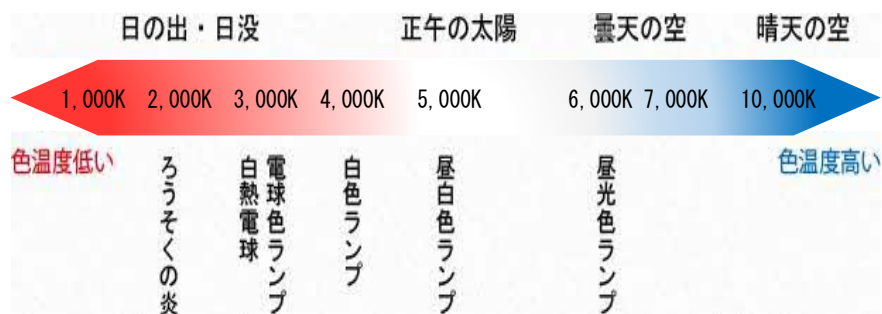 日の出・日没 正午の太陽 曇天の空 晴天の空
1,000K 2,000K 3,000K 4,000K 5,000K 6,000K 7,000K 10,000K
色温度低い 色温度高い
ろうそくの炎
白熱電球
電球色ランプ
白色ランプ
昼白色ランプ
昼光色ランプ